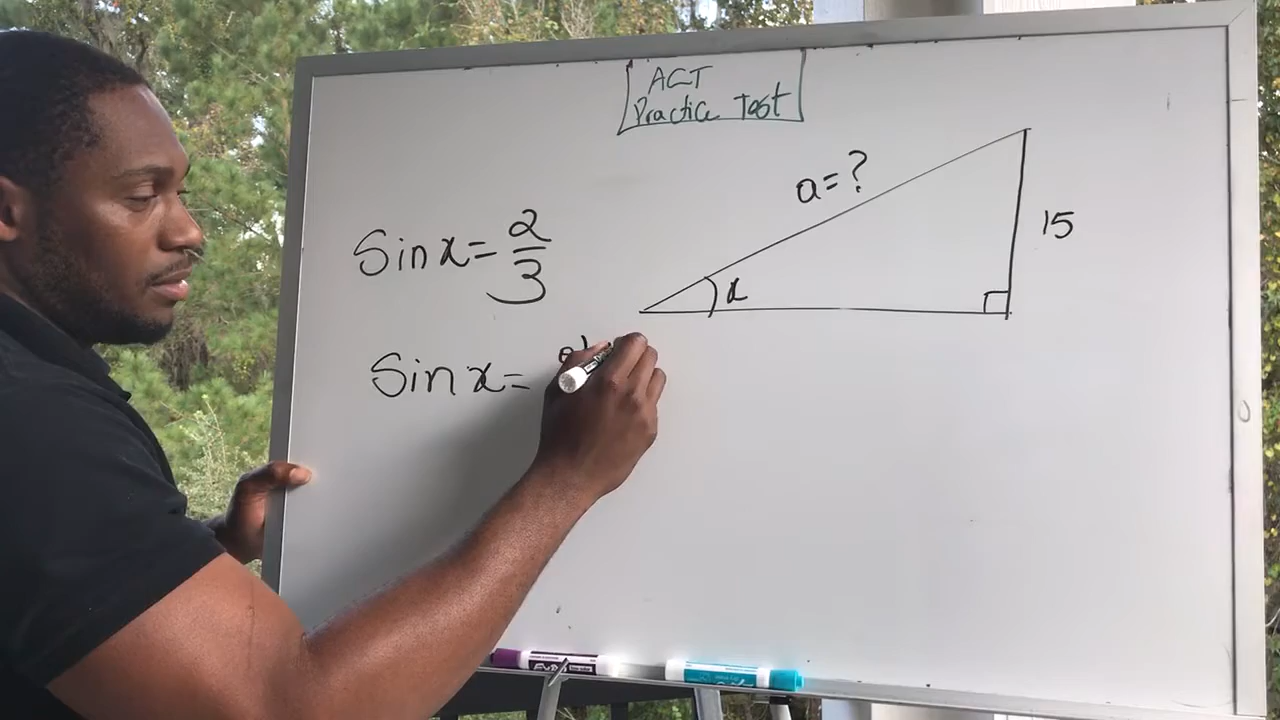 ACT
Practice Test
a=?
15
x
Sin x = 2/3
Sin x =